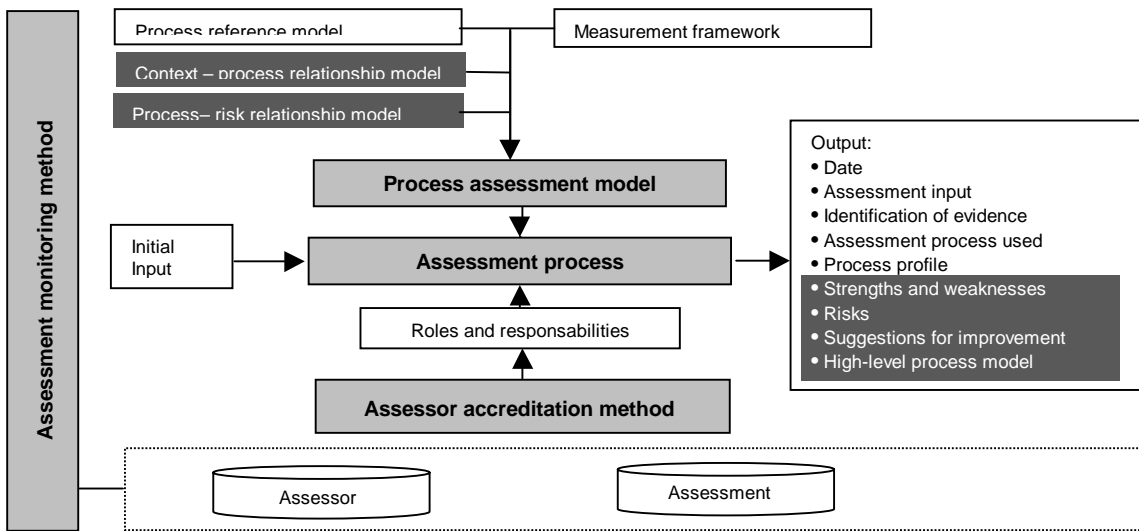 Assessment monitoring method
Process reference model
Measurement framework
Context – process relationship model
Process– risk relationship model
Process assessment model
Initial
Input
Assessment process
Roles and responsabilities
Assessor accreditation method
Output:
• Date
• Assessment input
• Identification of evidence
• Assessment process used
• Process profile
• Strengths and weaknesses
• Risks
• Suggestions for improvement
• High-level process model
Assessor
Assessment